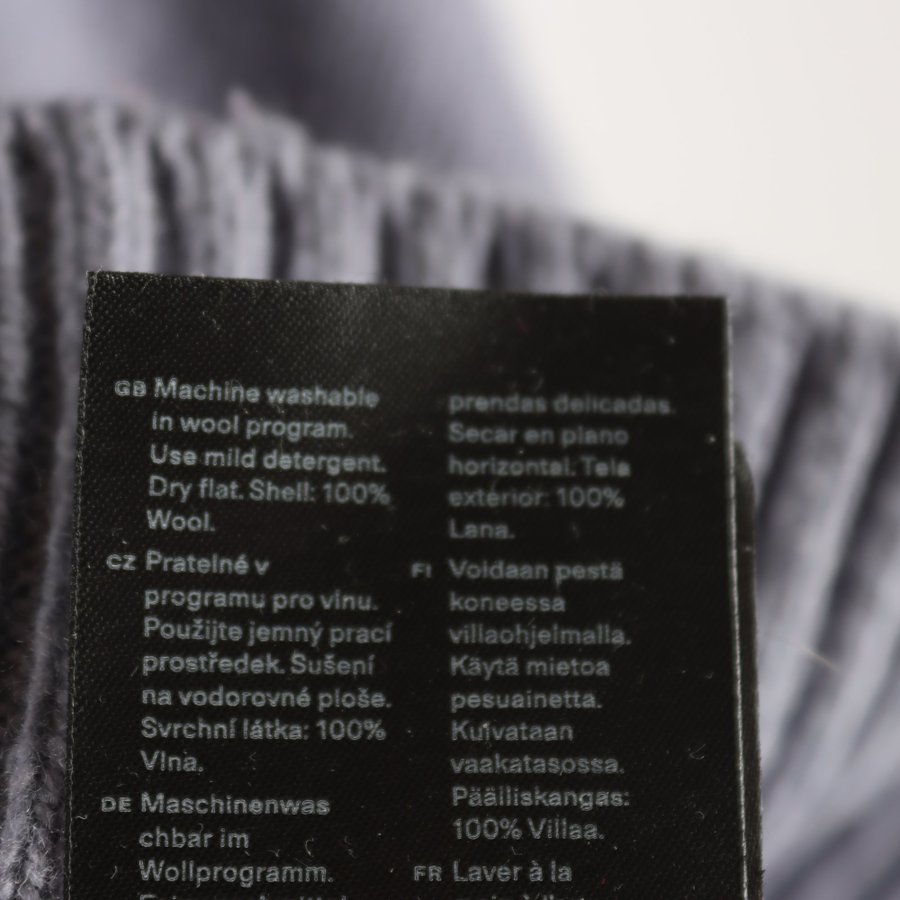 GB Machine washable
in wool program.
Use mild detergent.
Dry flat. Shell: 100%
Wool.
CZ Pratelné v
programu pro vlnu.
Použijte jemný prací
prostředek. Sušení
na vodorovné ploše.
Svrchní látka: 100%
Vlna.
DE Maschinenwas
chbar im
Wollprogramm.
prendas delicadas.
Secar en plano
horizontal. Tela
exterior: 100%
Lana.
FI Voidaan pestä
koneessa
villaohjelmalla.
Käytä mietoa
pesuainetta.
Kuivataan
vaakatasossa.
Päälliskangas:
100% Villaa.
FR Laver à la